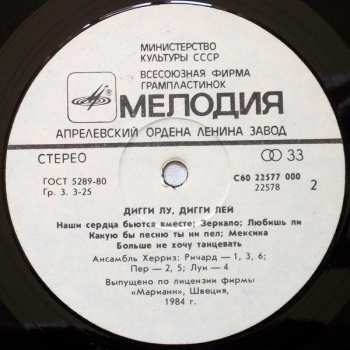 МИНИСТЕРСТВО
КУЛЬТУРЫ СССР
ВСЕСОЮЗНАЯ ФИРМА
ГРАМПЛАСТИНОК
МЕЛОДИЯ
АПРЕЛЕВСКИЙ ОРДЕНА ЛЕНИНА ЗАВОД
СТЕРЕО 33
ГОСТ 5289-80 С60 22577 000
Гр. 3. 3-25 22578 2
ДИГГИ ЛУ, ДИГГИ ЛЕЙ
Наши сердца бьются вместе; Зеркало; Любишь ли
Какую бы песню ты ни пел; Мексика
Больше не хочу танцевать
Ансамбль Херриз: Ричард — 1, 3, 6;
Пер — 2, 5; Луи — 4
Выпущено по лицензии фирмы
«Марианн», Швеция,
1984 г.